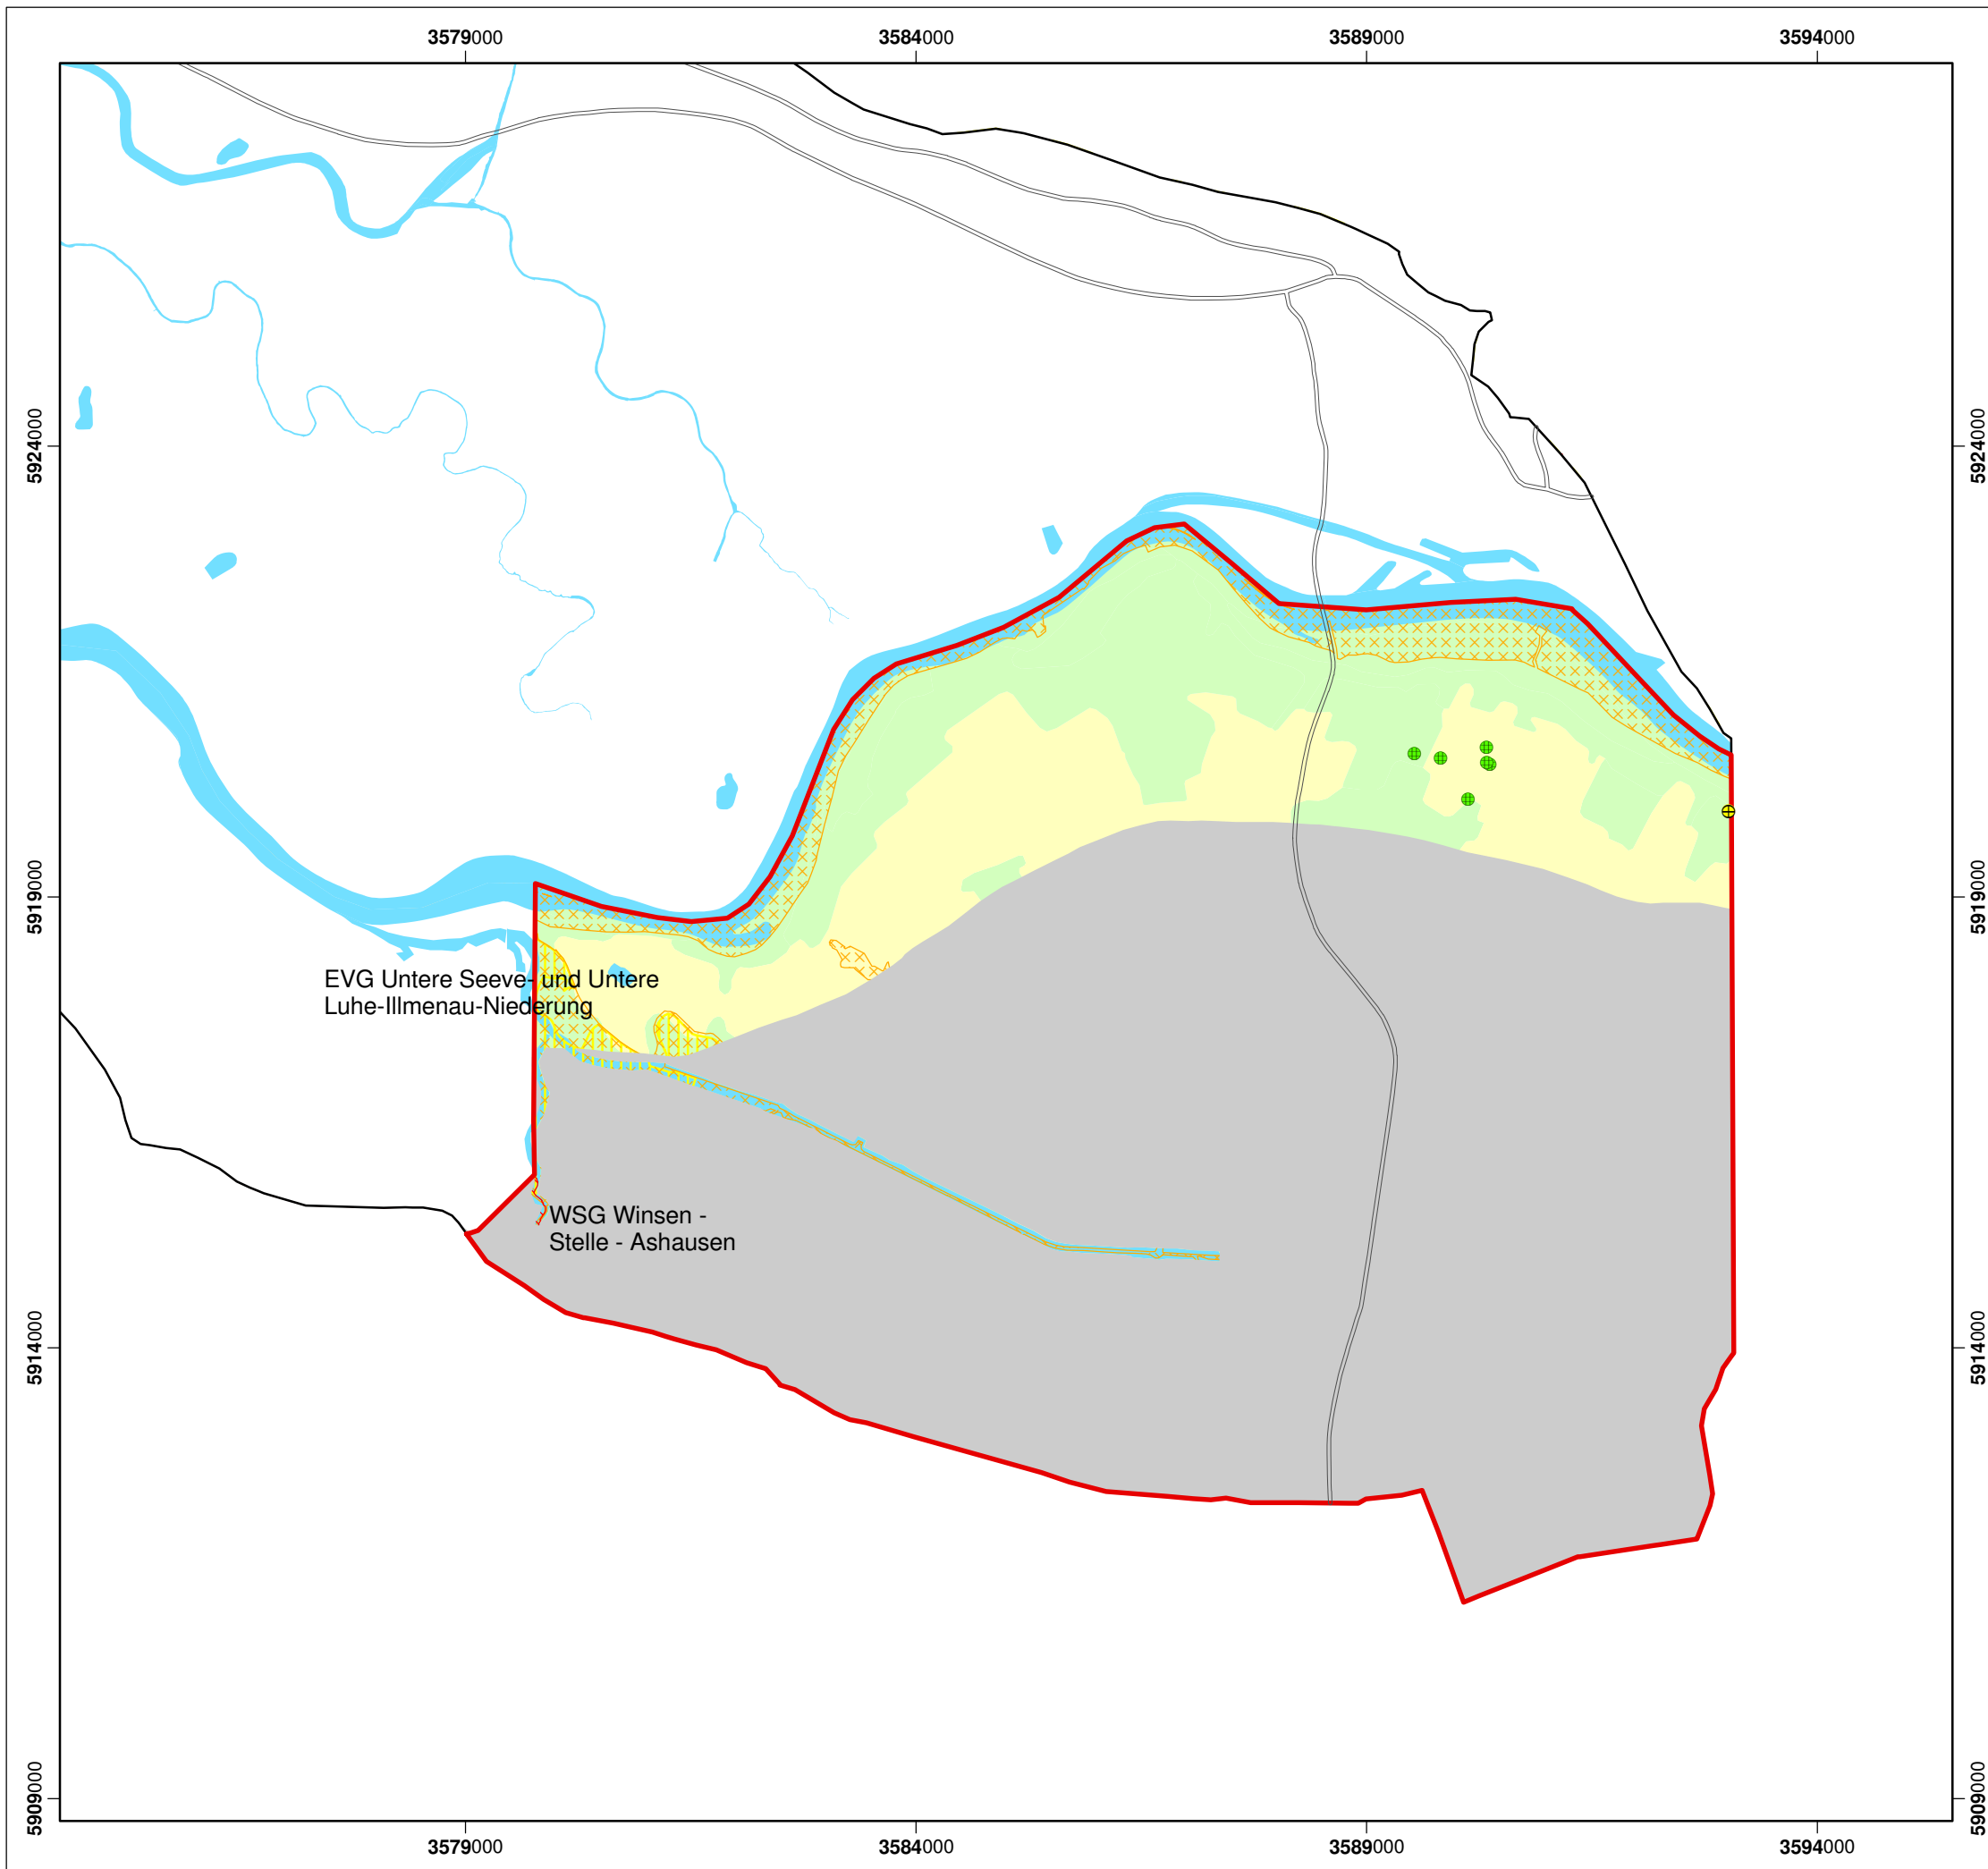 3579000 3584000 3589000 3594000
5924000 5924000
5919000 5919000
EVG Untere Seeve- und Untere
Luhe-Illmenau-Niederung
WSG Winsen -
Stelle - Ashausen
5914000 5914000
5909000 5909000
3579000 3584000 3589000 3594000